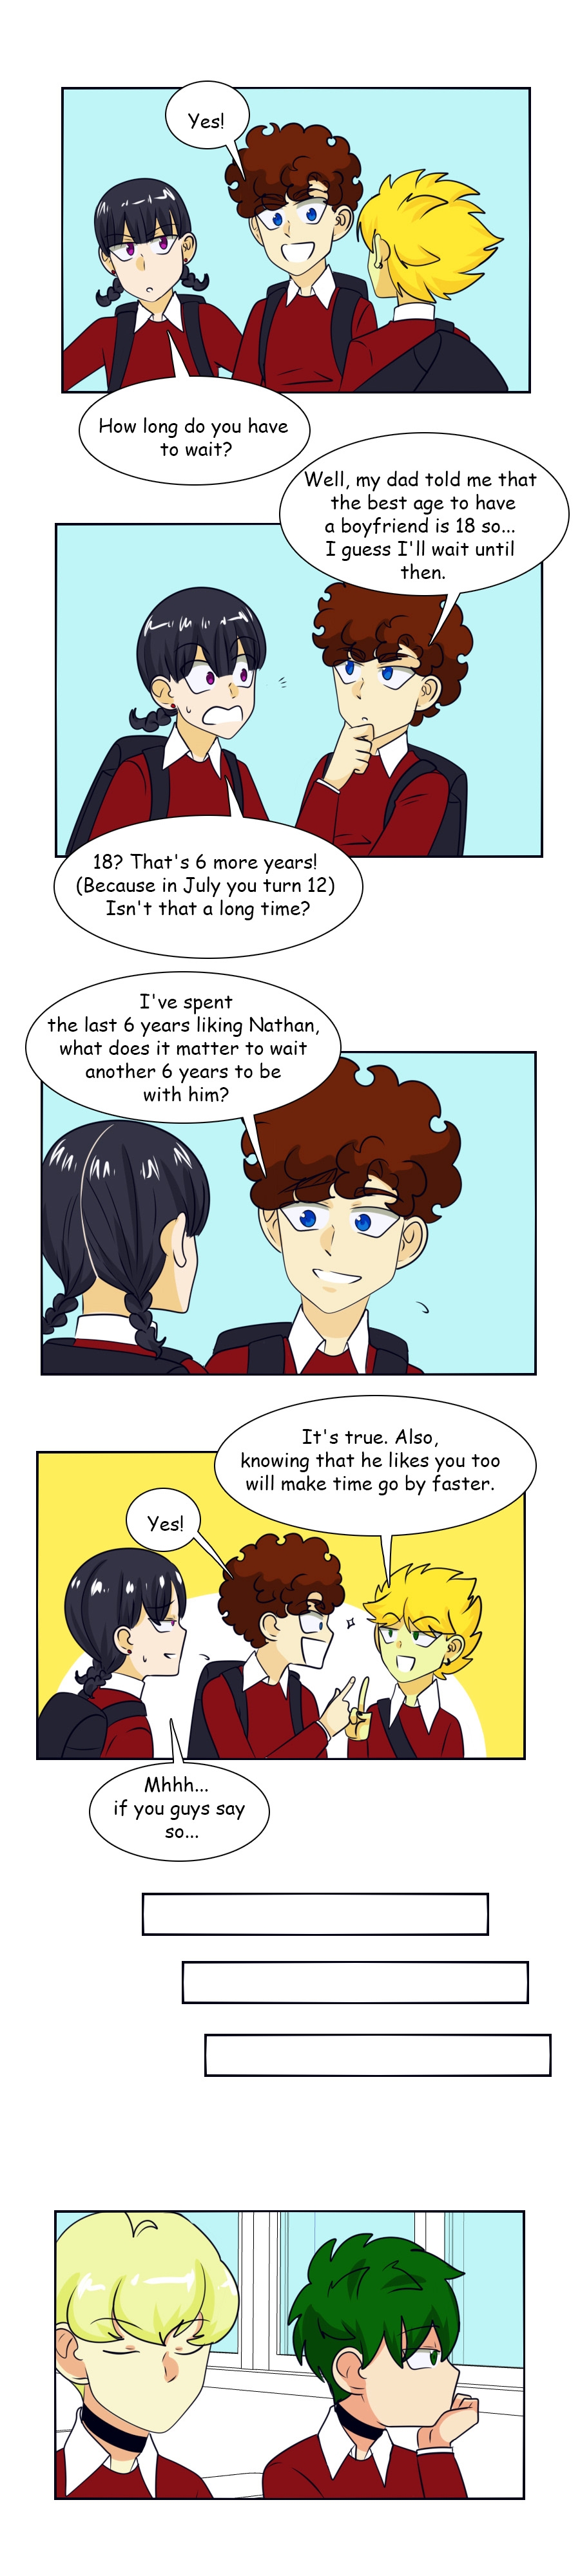 Yes!
How long do you have
to wait?
Well, my dad told me that
the best age to have
a boyfriend is 18 so...
I guess I'll wait until
then.
18? That's 6 more years!
(Because in July you turn 12)
Isn't that a long time?
I've spent
the last 6 years liking Nathan,
what does it matter to wait
another 6 years to be
with him?
It's true. Also,
knowing that he likes you too
will make time go by faster.
Yes!
Mhhh...
if you guys say
so...